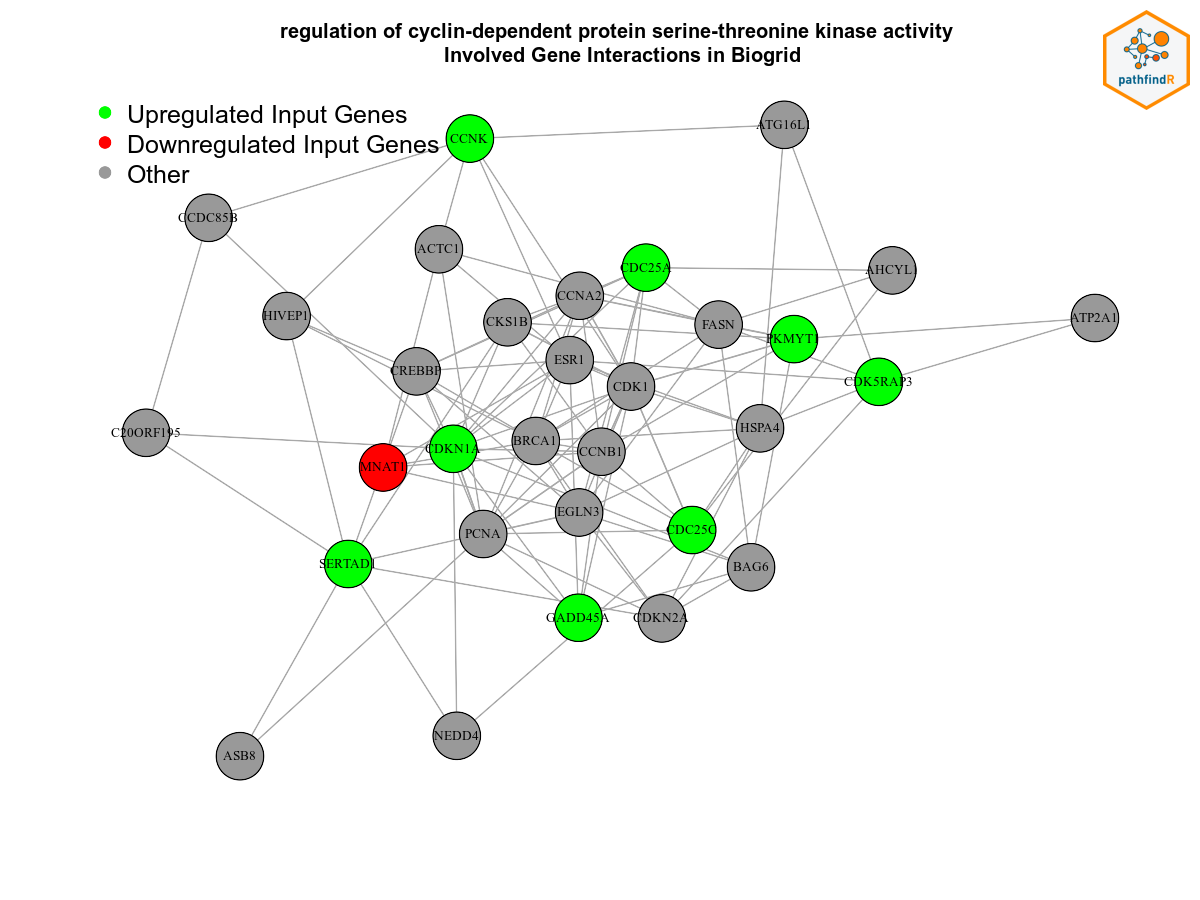 regulation of cyclin-dependent protein serine-threonine kinase activity
Involved Gene Interactions in Biogrid
pathfindR
Upregulated Input Genes
Downregulated Input Genes
Other
CCNK
ATG16L1
CCDC85B
ACTC1
CDC25A
AHCYL1
CCNA2
HIVEP1
CKS1B
FASN
ATP2A1
PKMYT1
ESR1
CREBBP
CDK1
CDK5RAP3
C20ORF195
HSPA4
BRCA1
CDKN1A
CCNB1
MNAT1
EGLN3
CDC25C
PCNA
SERTAD1
BAG6
GADD45A
CDKN2A
NEDD4
ASB8